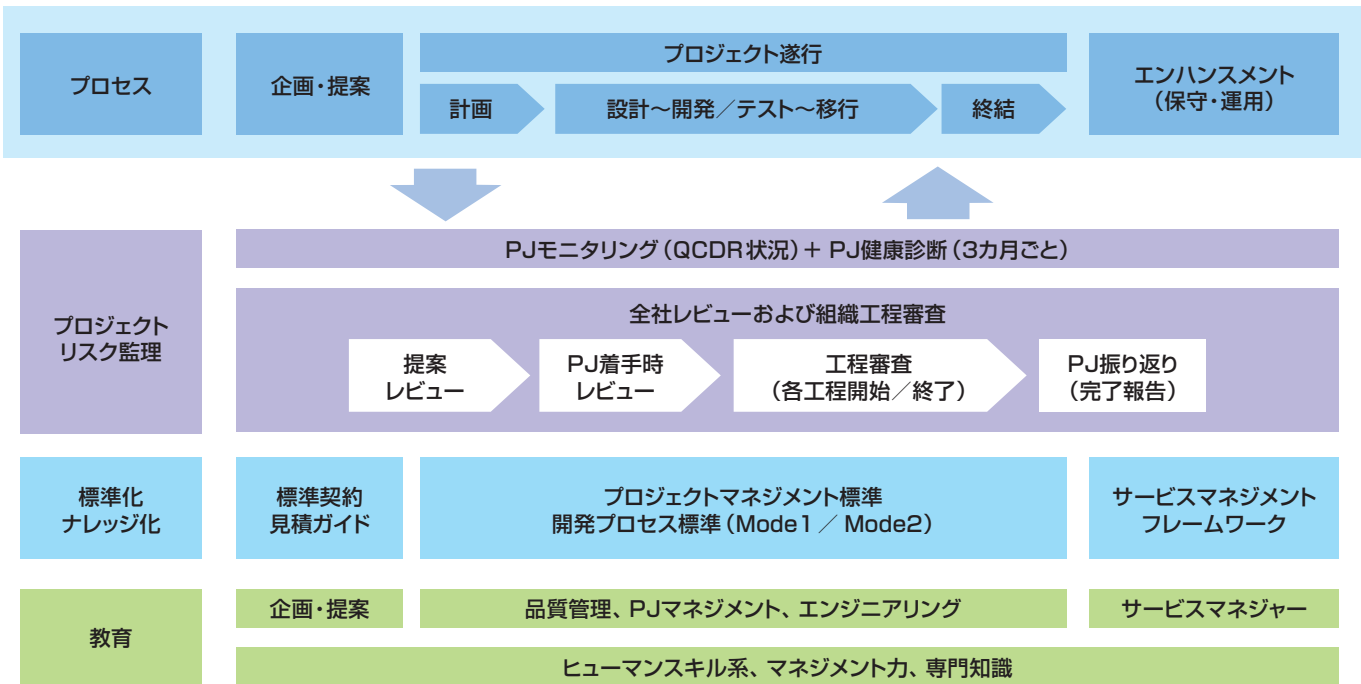 プロセス
企画・提案
プロジェクト遂行
計画
設計～開発／テスト～移行
終結
エンハンスメント
（保守・運用）
プロジェクト
リスク監理
PJモニタリング（QCDR状況）＋ PJ健康診断（3カ月ごと）
全社レビューおよび組織工程審査
提案
レビュー
PJ着手時
レビュー
工程審査
（各工程開始／終了）
PJ振り返り
（完了報告）
標準化
ナレッジ化
標準契約
見積ガイド
プロジェクトマネジメント標準
開発プロセス標準（Mode1 ／ Mode2）
サービスマネジメント
フレームワーク
教育
企画・提案
品質管理、PJマネジメント、エンジニアリング
サービスマネジャー
ヒューマンスキル系、マネジメント力、専門知識